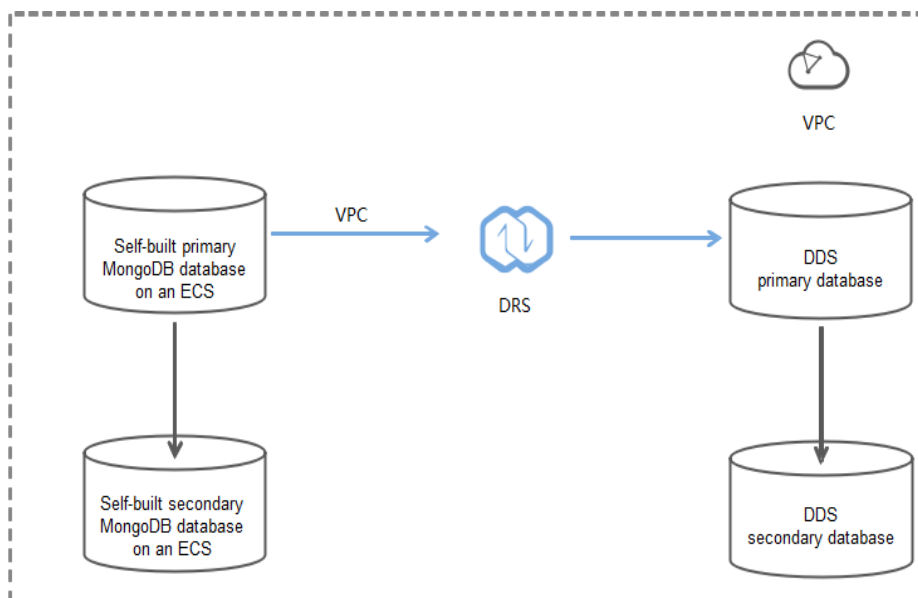 VPC
Self-built primary
MongoDB database
on an ECS
VPC
DRS
DDS
primary database
Self-built secondary
MongoDB database
on an ECS
DDS
secondary database